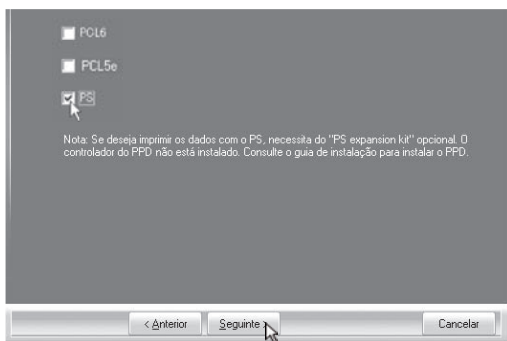 PCL6
PCL5e
PS
Nota: Se deseja imprimir os dados com o PS, necessita do "PS expansion kit" opcional. O
controlador do PPD não está instalado. Consulte o guia de instalação para instalar o PPD.
< Anterior
Seguinte >
Cancelar